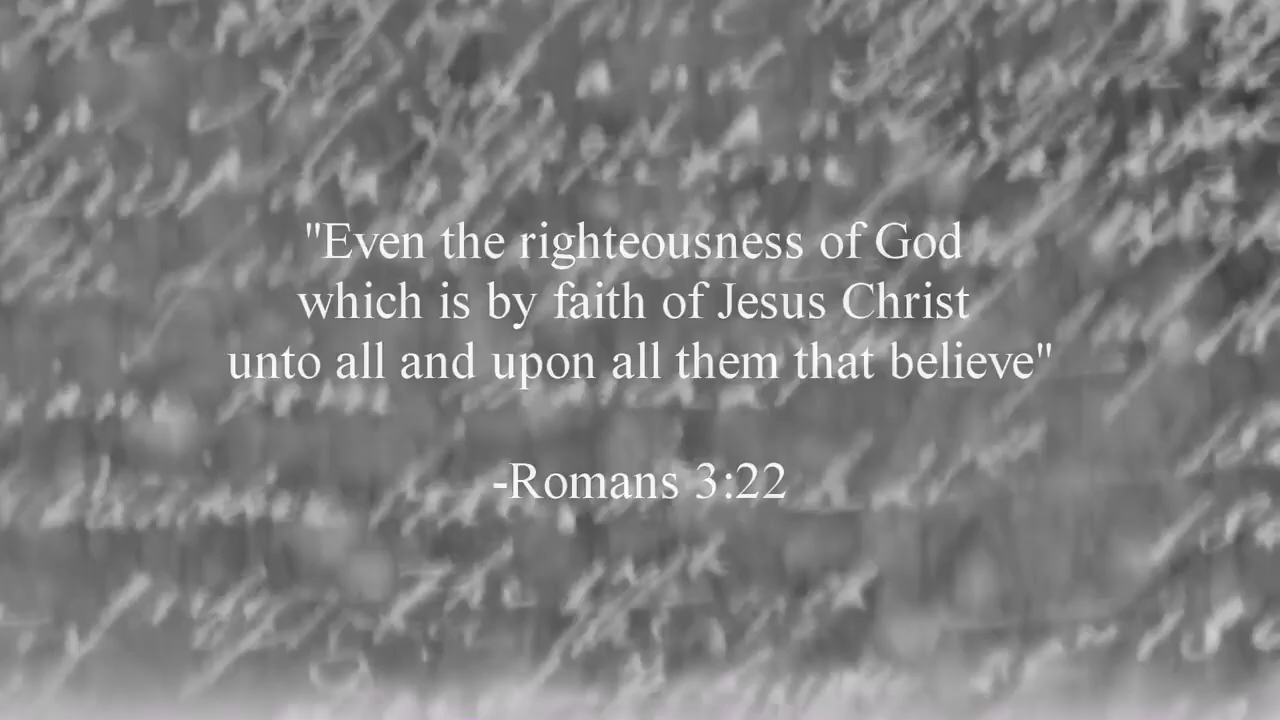 "Even the righteousness of God
which is by faith of Jesus Christ
unto all and upon all them that believe"
-Romans 3:22